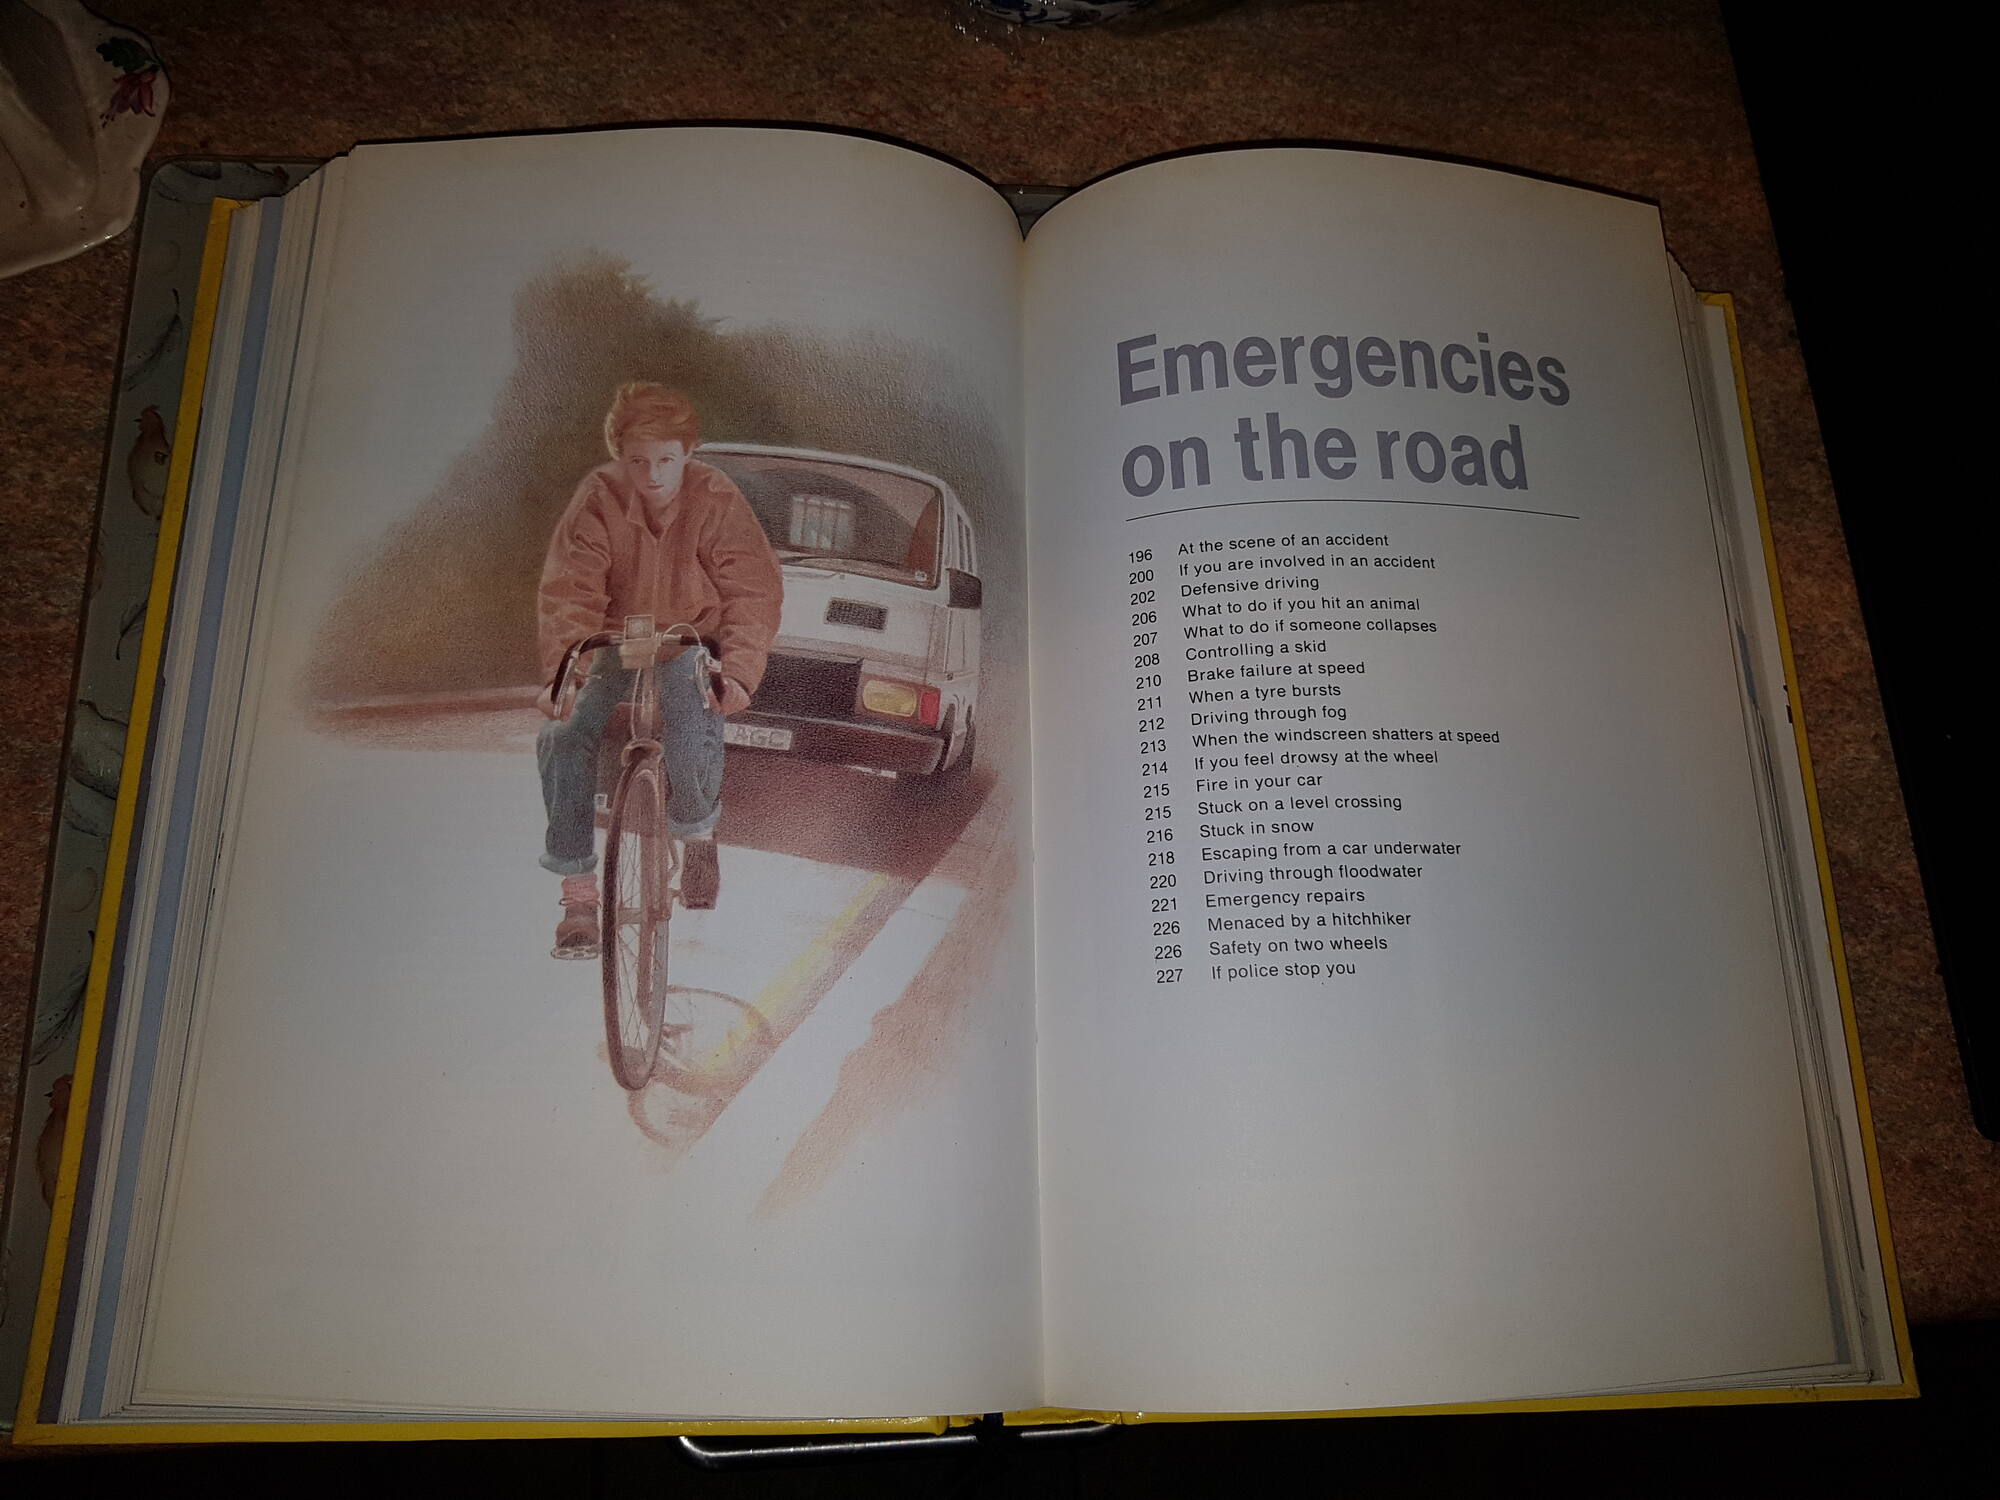 AGC
Emergencies
on the road
196 At the scene of an accident
200 If you are involved in an accident
202 Defensive driving
206 What to do if you hit an animal
207 What to do if someone collapses
208 Controlling a skid
210 Brake failure at speed
211 When a tyre bursts
212 Driving through fog
213 When the windscreen shatters at speed
214 If you feel drowsy at the wheel
215 Fire in your car
215 Stuck on a level crossing
216 Stuck in snow
218 Escaping from a car underwater
220 Driving through floodwater
221 Emergency repairs
226 Menaced by a hitchhiker
226 Safety on two wheels
227 If police stop you